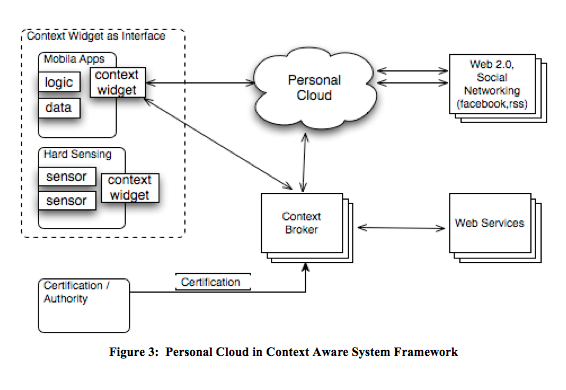 Context Widget as Interface
Mobila Apps
logic
data
context
widget
Hard Sensing
sensor
sensor
context
widget
Personal
Cloud
Web 2.0,
Social
Networking
(facebook,rss)
Context
Broker
Web Services
Certification /
Authority
Certification
Figure 3: Personal Cloud in Context Aware System Framework